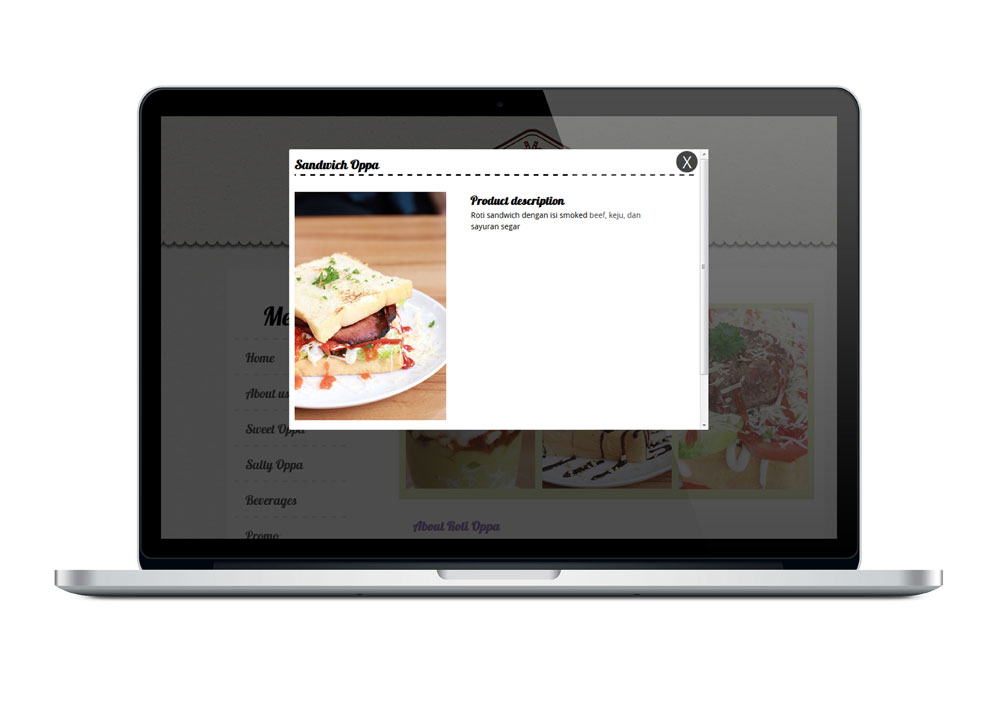 Sandwich Oppa
X
Product description
Roti sandwich dengan isi smoked beef, keju, dan
sayuran segar
Home
About us
Sweet Oppa
Salty Oppa
Beverages
Promo
About Roti Oppa